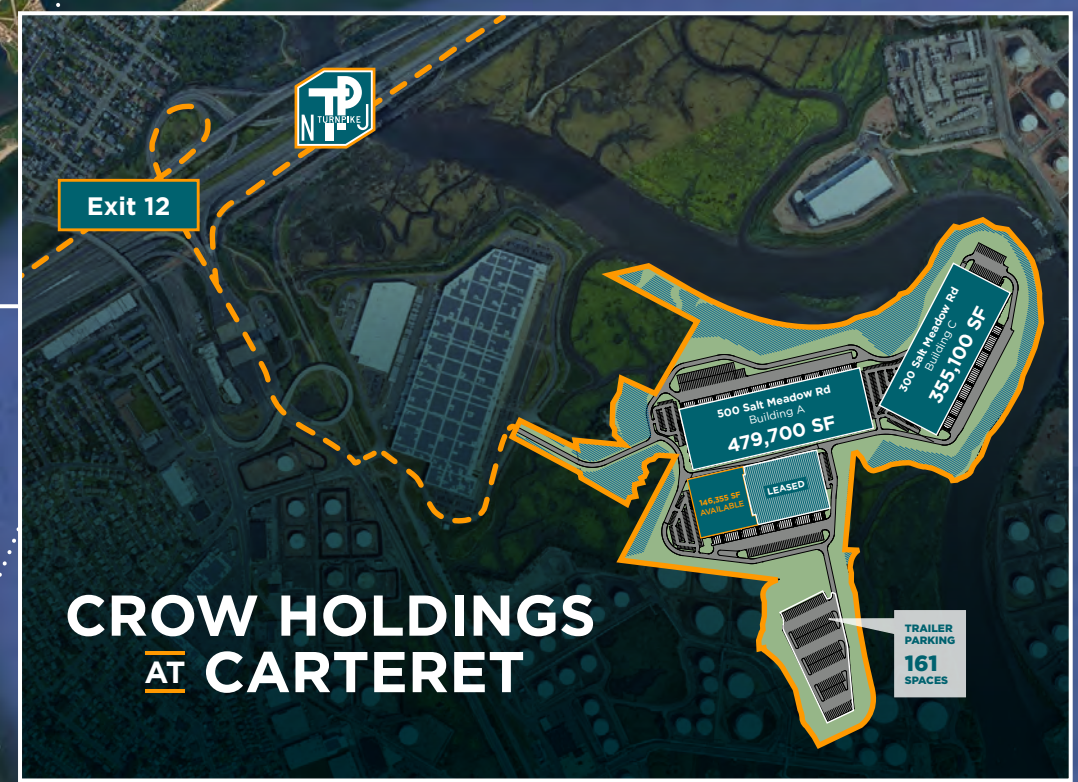 NTPJ
TURNPIKE
Exit 12
300 Salt Meadow Rd
Building C
355,100 SF
500 Salt Meadow Rd
Building A
479,700 SF
146,355 SF
AVAILABLE
LEASED
CROW HOLDINGS
AT CARTERET
TRAILER
PARKING
161
SPACES